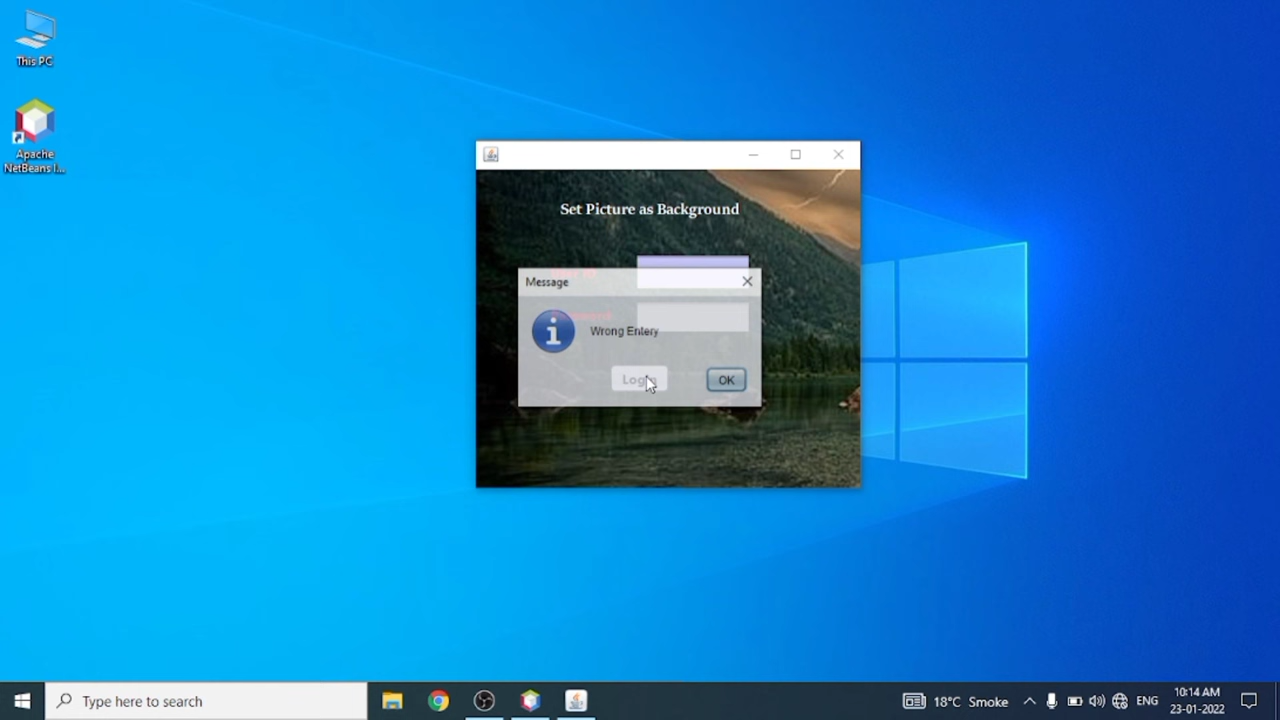 This PC
Apache
NetBeans I...
Set Picture as Background
Message
Wrong Entery
OK
Type here to search
18°C Smoke
ENG
10:14 AM
23-01-2022